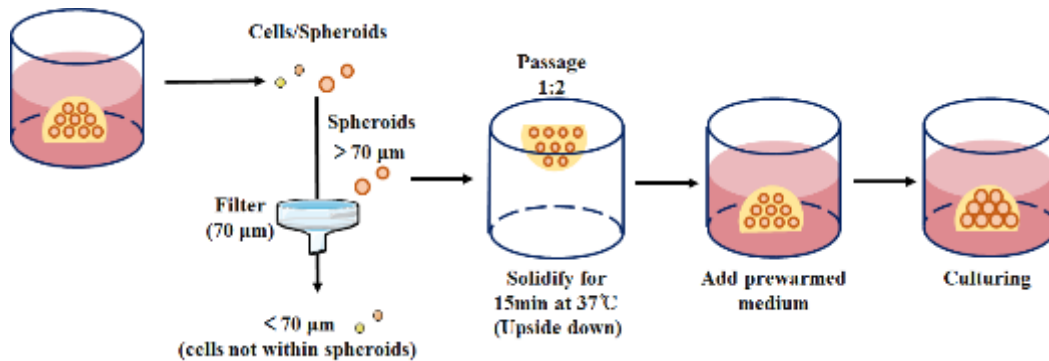 Cells/Spheroids
Spheroids
＞70 μm
Filter
(70 μm)
＜70 μm
(cells not within spheroids)
Passage
1:2
Solidify for
15min at 37℃
(Upside down)
Add prewarmed
medium
Culturing